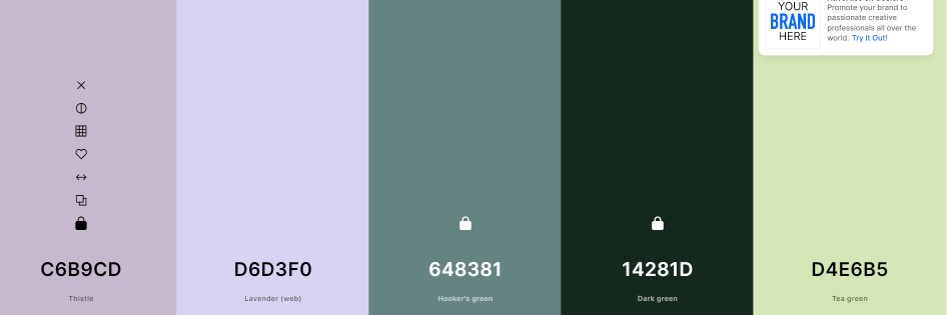 YOUR
BRAND
HERE
Promote your brand to
passionate creative
professionals all over the
world. Try It Out!
C6B9CD
Thistle
D6D3F0
Lavender (web)
648381
Hooker's green
14281D
Dark green
D4E6B5
Tea green